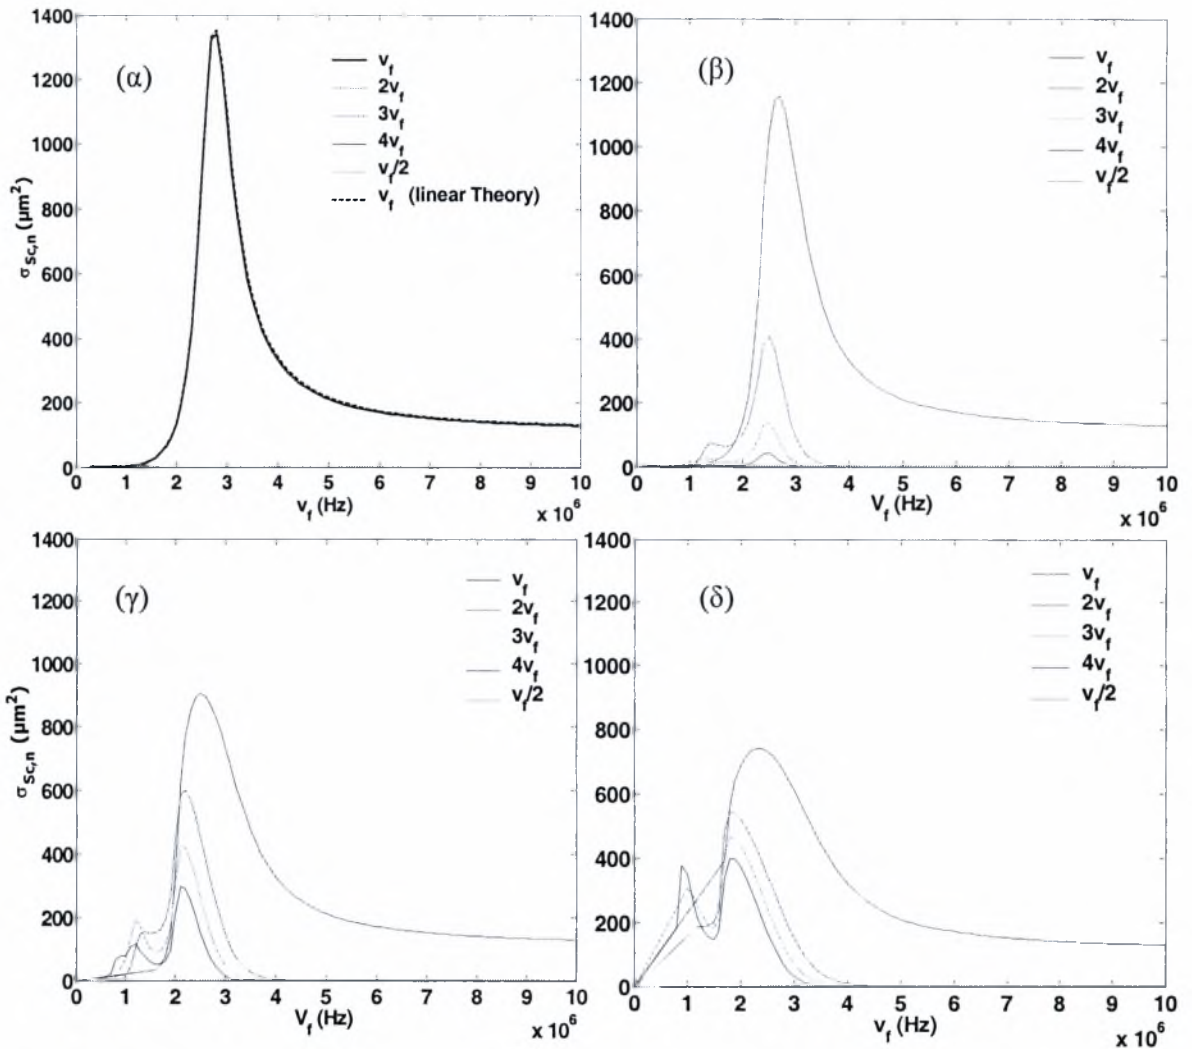 1400
1200
1000
800
600
400
200
0
σ_Sc,n (μm²)
(α)
v_f
2v_f
3v_f
4v_f
v_f/2
v_f (linear Theory)
0 1 2 3 4 5 6 7 8 9 10
v_f (Hz)
x 10⁶
1400
1200
1000
800
600
400
200
0
(β)
v_f
2v_f
3v_f
4v_f
v_f/2
0 1 2 3 4 5 6 7 8 9 10
V_f (Hz)
x 10⁶
1400
1200
1000
800
600
400
200
0
σ_Sc,n (μm²)
(γ)
v_f
2v_f
3v_f
4v_f
v_f/2
0 1 2 3 4 5 6 7 8 9 10
V_f (Hz)
x 10⁶
1400
1200
1000
800
600
400
200
0
(δ)
v_f
2v_f
3v_f
4v_f
v_f/2
0 1 2 3 4 5 6 7 8 9 10
v_f (Hz)
x 10⁶